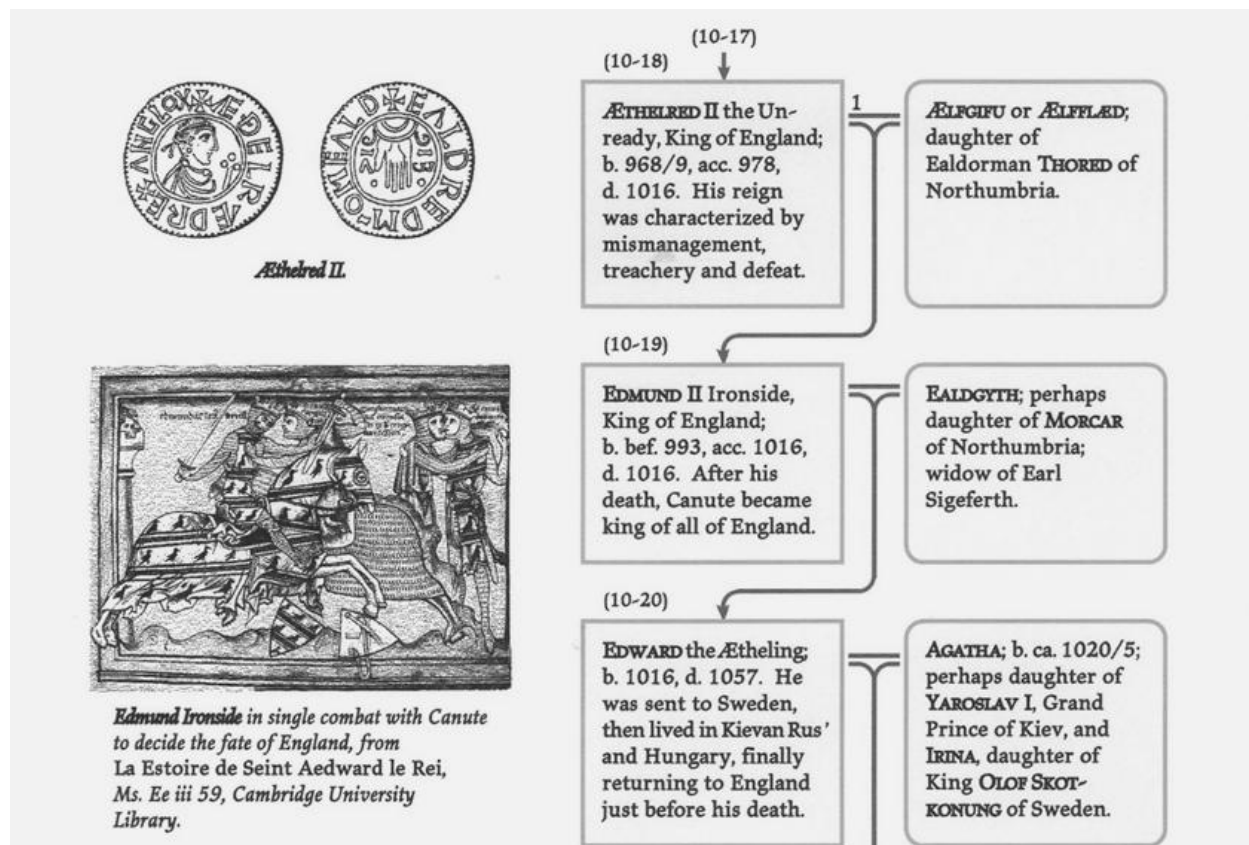 (10-17)
(10-18)
ÆTHELRED II the Un-
ready, King of England;
b. 968/9, acc. 978,
d. 1016. His reign
was characterized by
mismanagement,
treachery and defeat.
1
ÆLFGIFU or ÆLFFLÆD;
daughter of
Ealdorman THORED of
Northumbria.
Æthelred II.
(10-19)
EDMUND II Ironside,
King of England;
b. bef. 993, acc. 1016,
d. 1016. After his
death, Canute became
king of all of England.
EALDGYTH; perhaps
daughter of MORCAR
of Northumbria;
widow of Earl
Sigeferth.
Edmund Ironside in single combat with Canute
to decide the fate of England, from
La Estoire de Seint Aedward le Rei,
Ms. Ee iii 59, Cambridge University
Library.
(10-20)
EDWARD the Ætheling;
b. 1016, d. 1057. He
was sent to Sweden,
then lived in Kievan Rus'
and Hungary, finally
returning to England
just before his death.
AGATHA; b. ca. 1020/5;
perhaps daughter of
YAROSLAV I, Grand
Prince of Kiev, and
IRINA, daughter of
King OLOF SKOT-
KONUNG of Sweden.